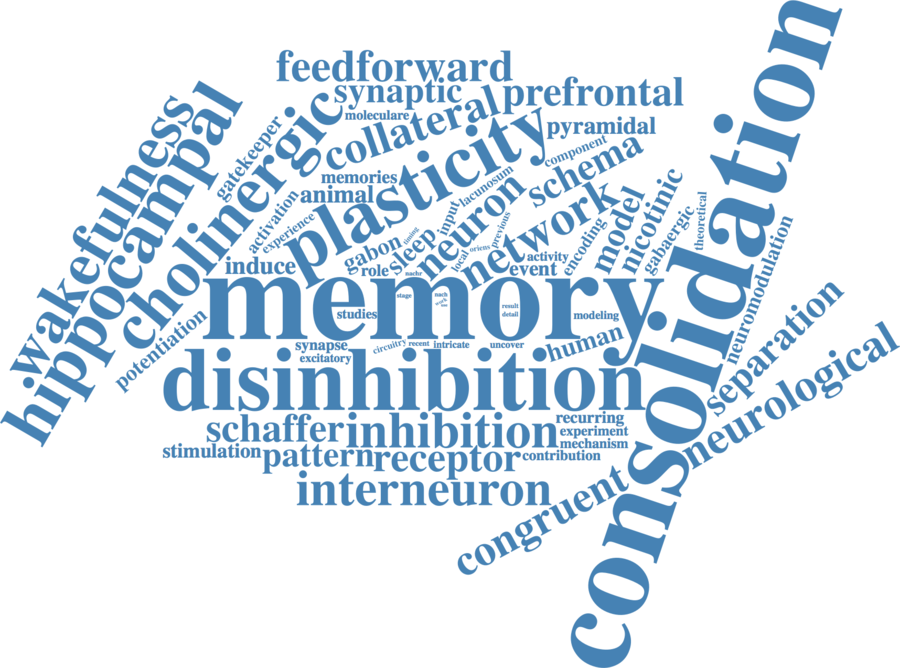 consolidation
feedforward
synaptic
prefrontal
moleculare
collateral
wakefulness
hippocampal
cholinergic
gatekeeper
plasticity
pyramidal
component
schema
memories
animal
lacunosum
activation
experience
neuron
input
network
previous
model
nicotinic
gabaergic
theoretical
encoding
gabon
timing
sleep
local
oriens
activity
event
induce
role
nachr
neuromodulation
memory
stage
nach
work
result
detail
studies
modeling
potentiation
human
synapse
circuitry
recent
intricate
uncover
excitatory
separation
disinhibition
neurological
schaffer
inhibition
recurring
experiment
mechanism
stimulation
pattern
receptor
contribution
interneuron
congruent